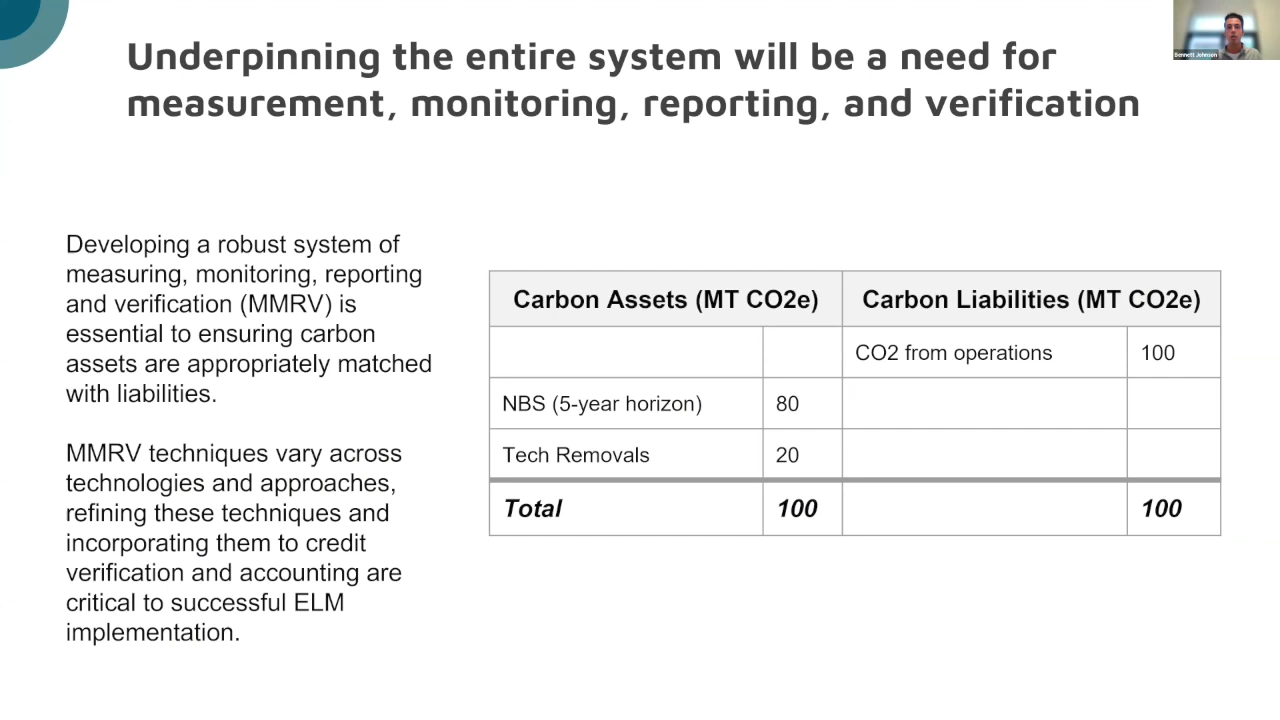 Underpinning the entire system will be a need for
measurement, monitoring, reporting, and verification
Bennett Johnson
Developing a robust system of
measuring, monitoring, reporting
and verification (MMRV) is
essential to ensuring carbon
assets are appropriately matched
with liabilities.
MMRV techniques vary across
technologies and approaches,
refining these techniques and
incorporating them to credit
verification and accounting are
critical to successful ELM
implementation.
Carbon Assets (MT CO2e) Carbon Liabilities (MT CO2e)
CO2 from operations 100
NBS (5-year horizon) 80
Tech Removals 20
Total 100 100